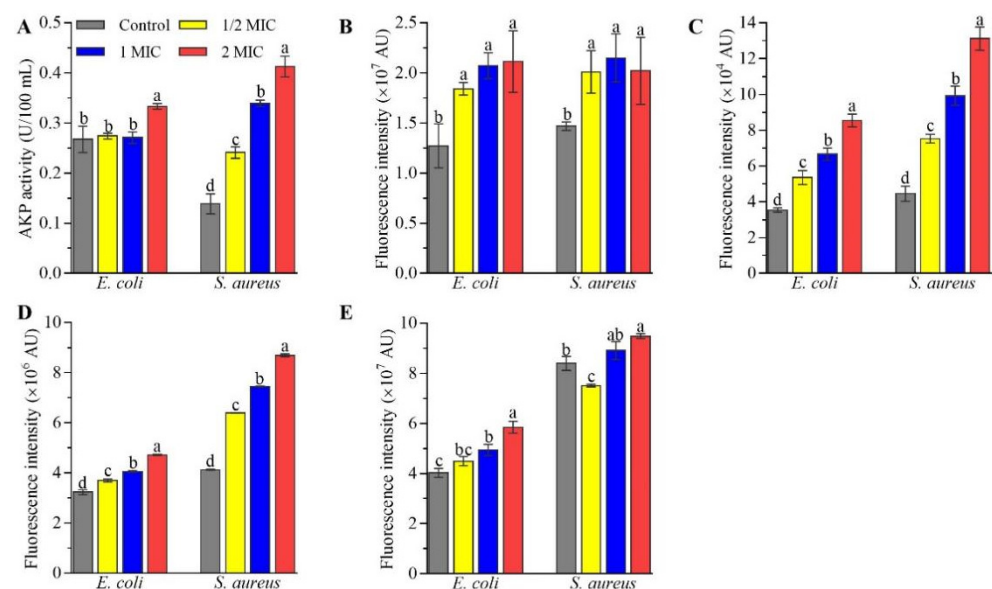 A
Control
1/2 MIC
1 MIC
2 MIC
AKP activity (U/100 mL)
0.5
0.4
0.3
0.2
0.1
0.0
b b b a
d c b a
E. coli S. aureus
B
Fluorescence intensity (×10⁷ AU)
2.5
2.0
1.5
1.0
0.5
0.0
b a a a
b a a a
E. coli S. aureus
C
Fluorescence intensity (×10⁴ AU)
14
12
10
8
6
4
2
0
d c b a
d c b a
E. coli S. aureus
D
Fluorescence intensity (×10⁶ AU)
10
8
6
4
2
0
d c b a
d c b a
E. coli S. aureus
E
Fluorescence intensity (×10⁷ AU)
10
8
6
4
2
0
c bc b a
b c ab a
E. coli S. aureus